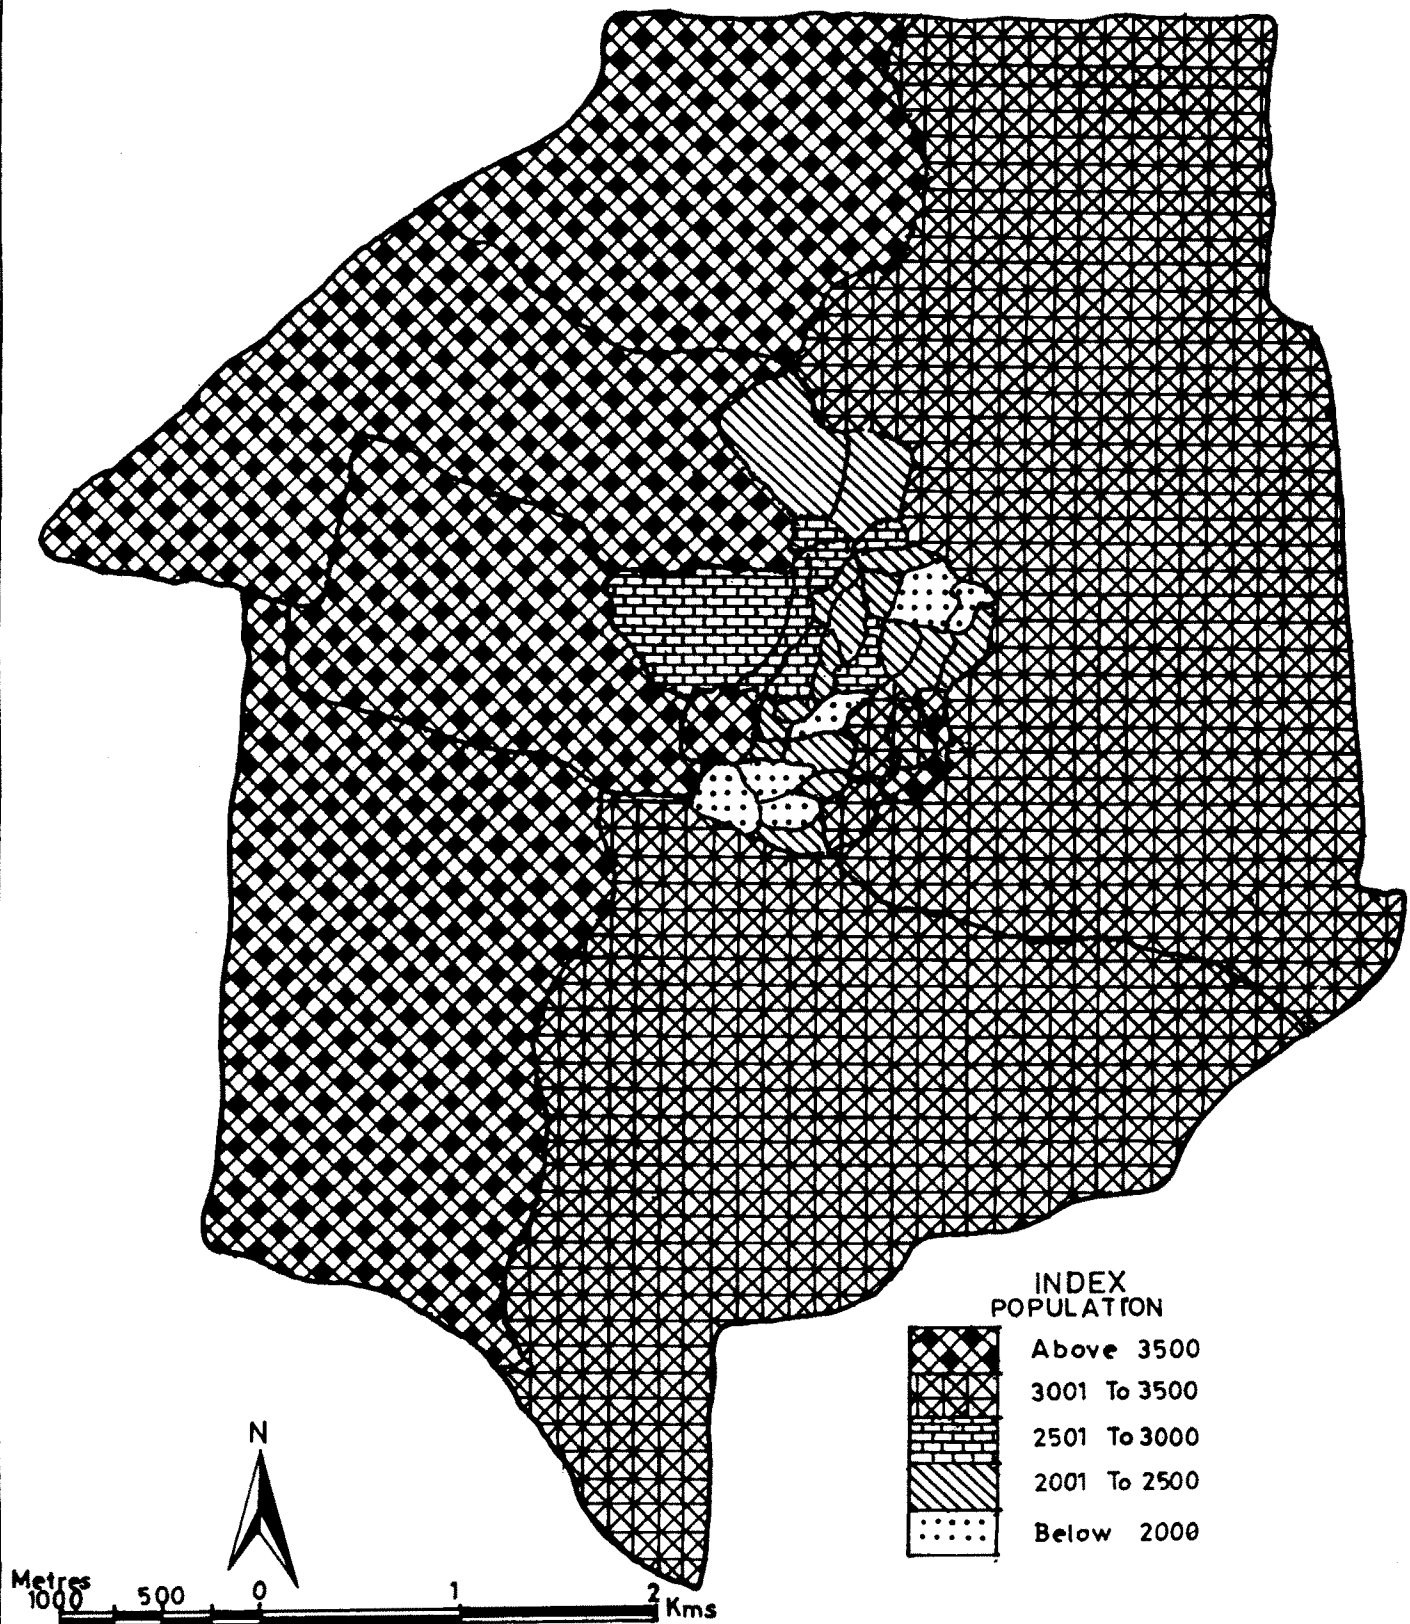 INDEX
POPULATION
Above 3500
3001 To 3500
2501 To 3000
2001 To 2500
Below 2000
N
Metres
1000 500 0 1 2 Kms